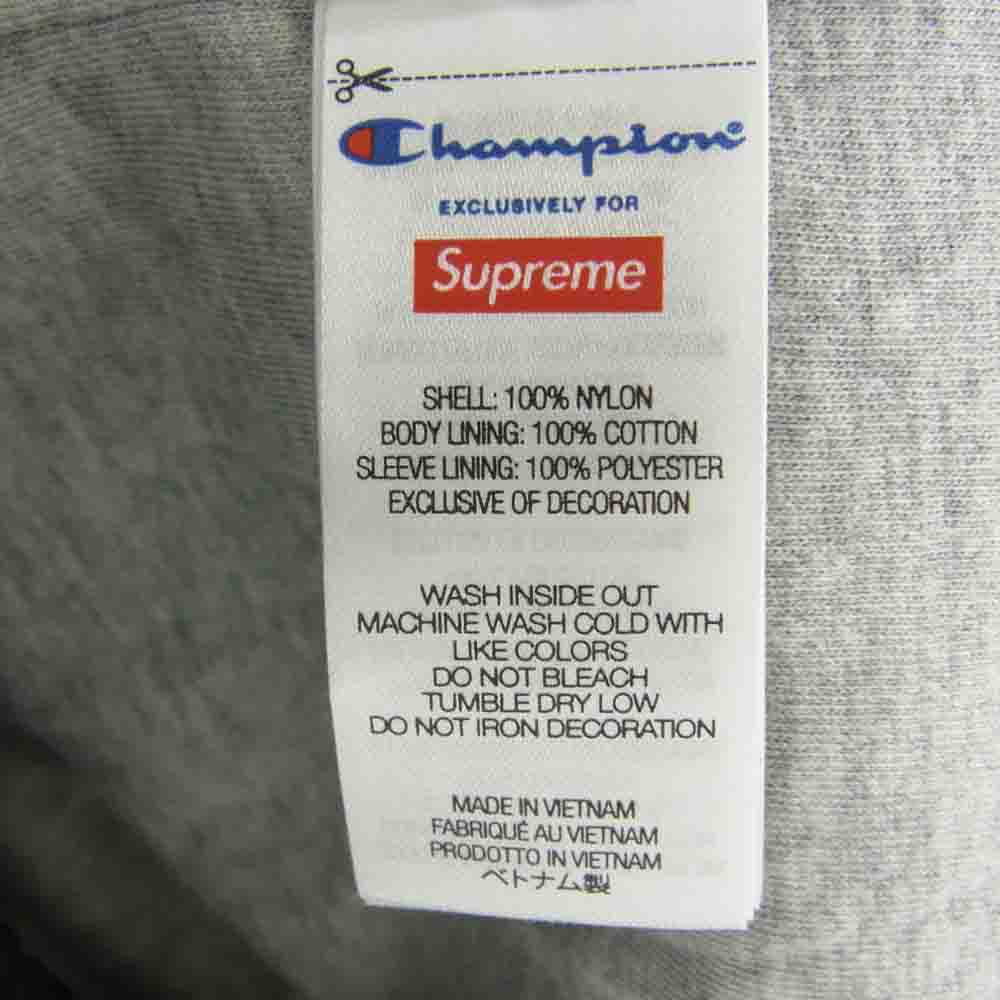 Champion®
EXCLUSIVELY FOR
Supreme
SHELL: 100% NYLON
BODY LINING: 100% COTTON
SLEEVE LINING: 100% POLYESTER
EXCLUSIVE OF DECORATION
WASH INSIDE OUT
MACHINE WASH COLD WITH
LIKE COLORS
DO NOT BLEACH
TUMBLE DRY LOW
DO NOT IRON DECORATION
MADE IN VIETNAM
FABRIQUÉ AU VIETNAM
PRODOTTO IN VIETNAM
ベトナム製